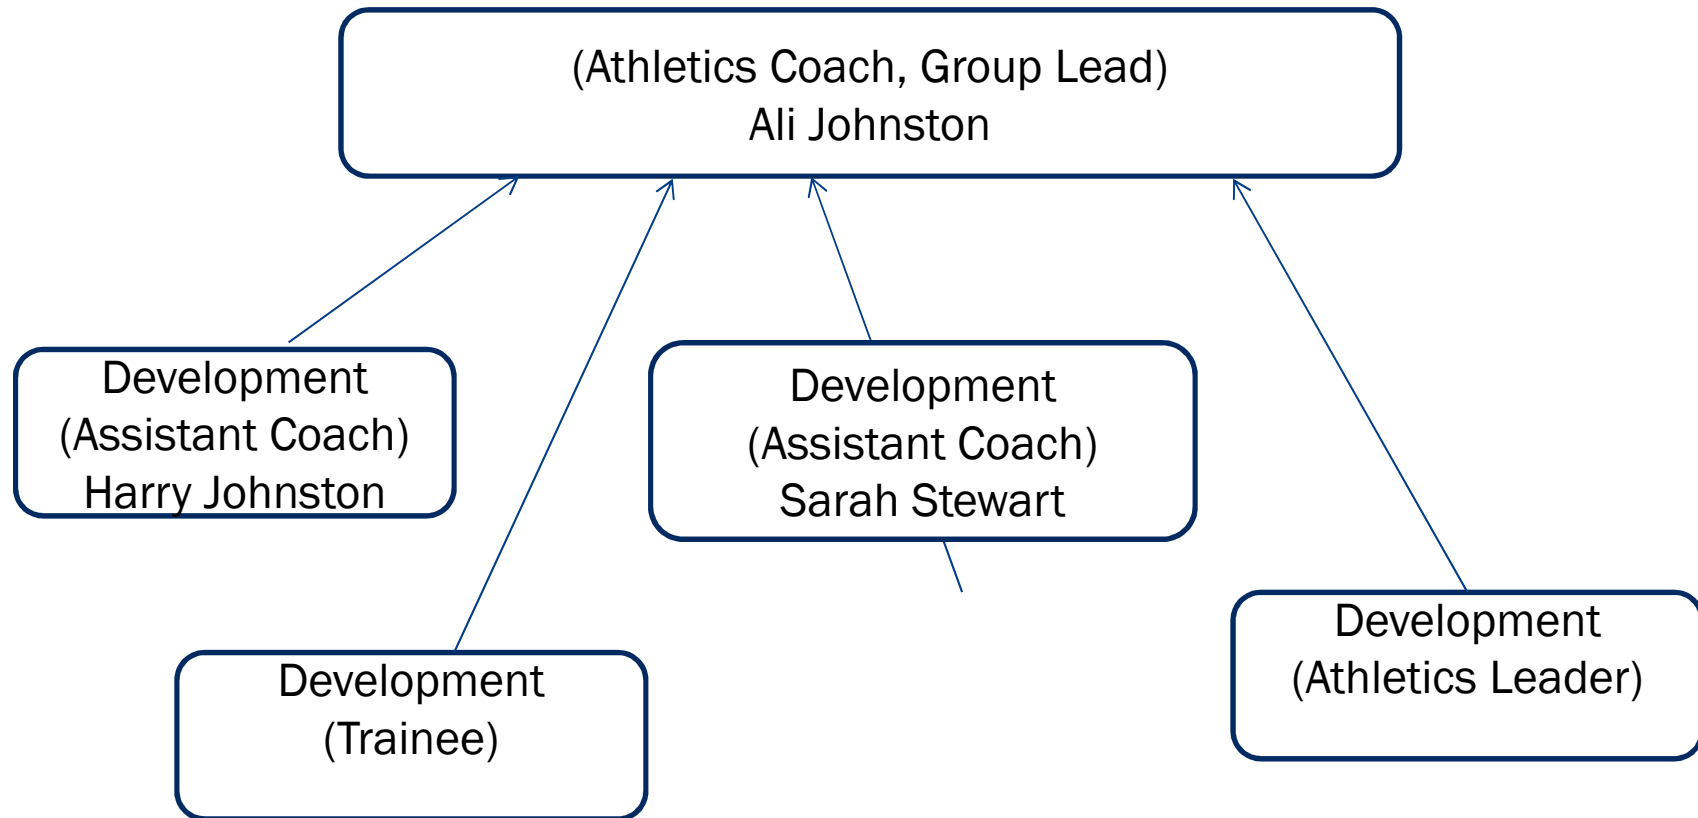 (Athletics Coach, Group Lead)
Ali Johnston
Development
(Assistant Coach)
Harry Johnston
Development
(Assistant Coach)
Sarah Stewart
Development
(Athletics Leader)
Development
(Trainee)